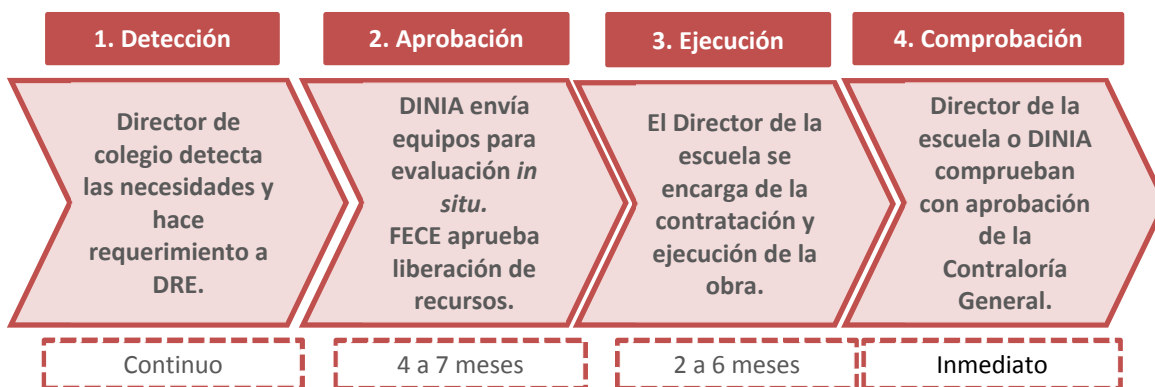 1. Detección
2. Aprobación
3. Ejecución
4. Comprobación
Director de
colegio detecta
las necesidades y
hace
requerimiento a
DRE.
DINIA envía
equipos para
evaluación in
situ.
FECE aprueba
liberación de
recursos.
El Director de la
escuela se
encarga de la
contratación y
ejecución de la
obra.
Director de la
escuela o DINIA
comprueban
con aprobación
de la
Contraloría
General.
Continuo
4 a 7 meses
2 a 6 meses
Inmediato